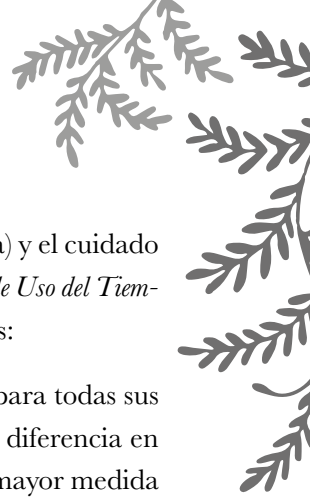 a) y el cuidado
de Uso del Tiem-
s:
para todas sus
diferencia en
mayor medida